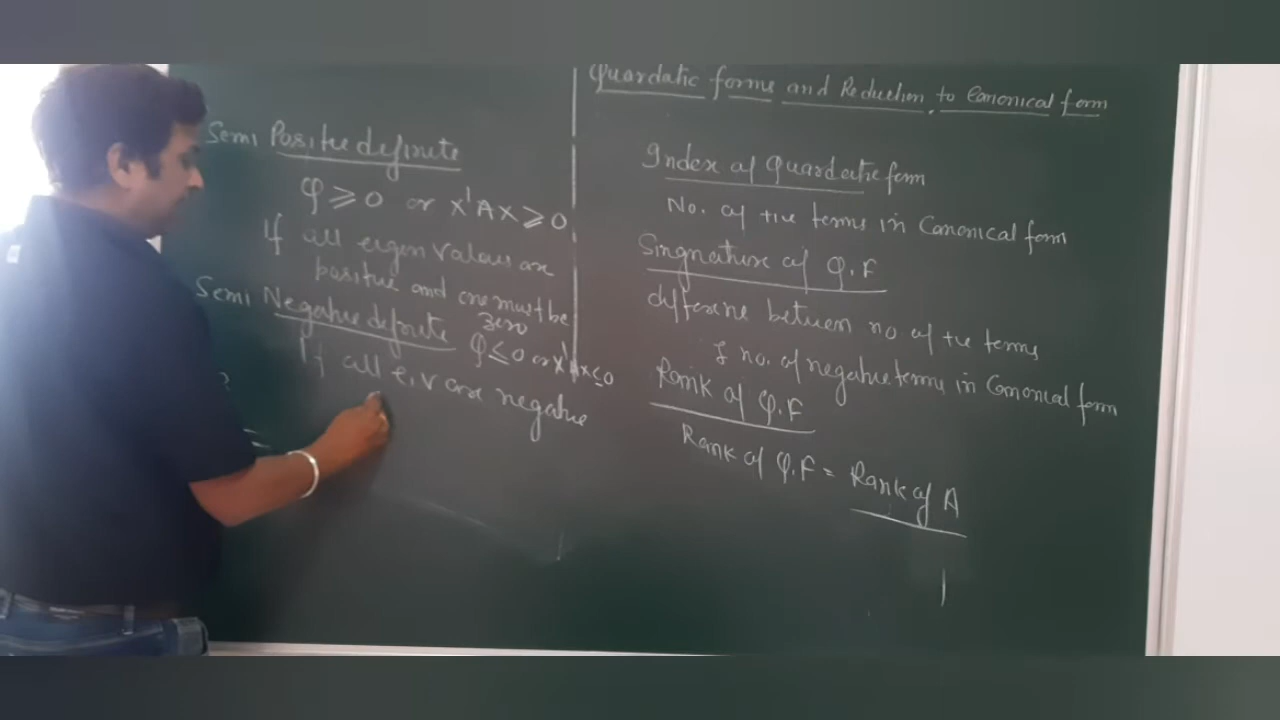 Quardatic forms and Reduction to Canonical form
Semi Positive definite
φ ⩾ 0 or X'AX ⩾ 0
If all eigen Values are
positive and one must be
zero
Semi Negative definite φ ≤ 0 or X'AX ≤ 0
If all e.v are negative
Index of Quardatic form
No. of +ive terms in Canonical form
Singnature of Q.F
difference between no of +ve terms
& no. of negative terms in Canonical form
Rank of Q.F
Rank of Q.F = Rank of A